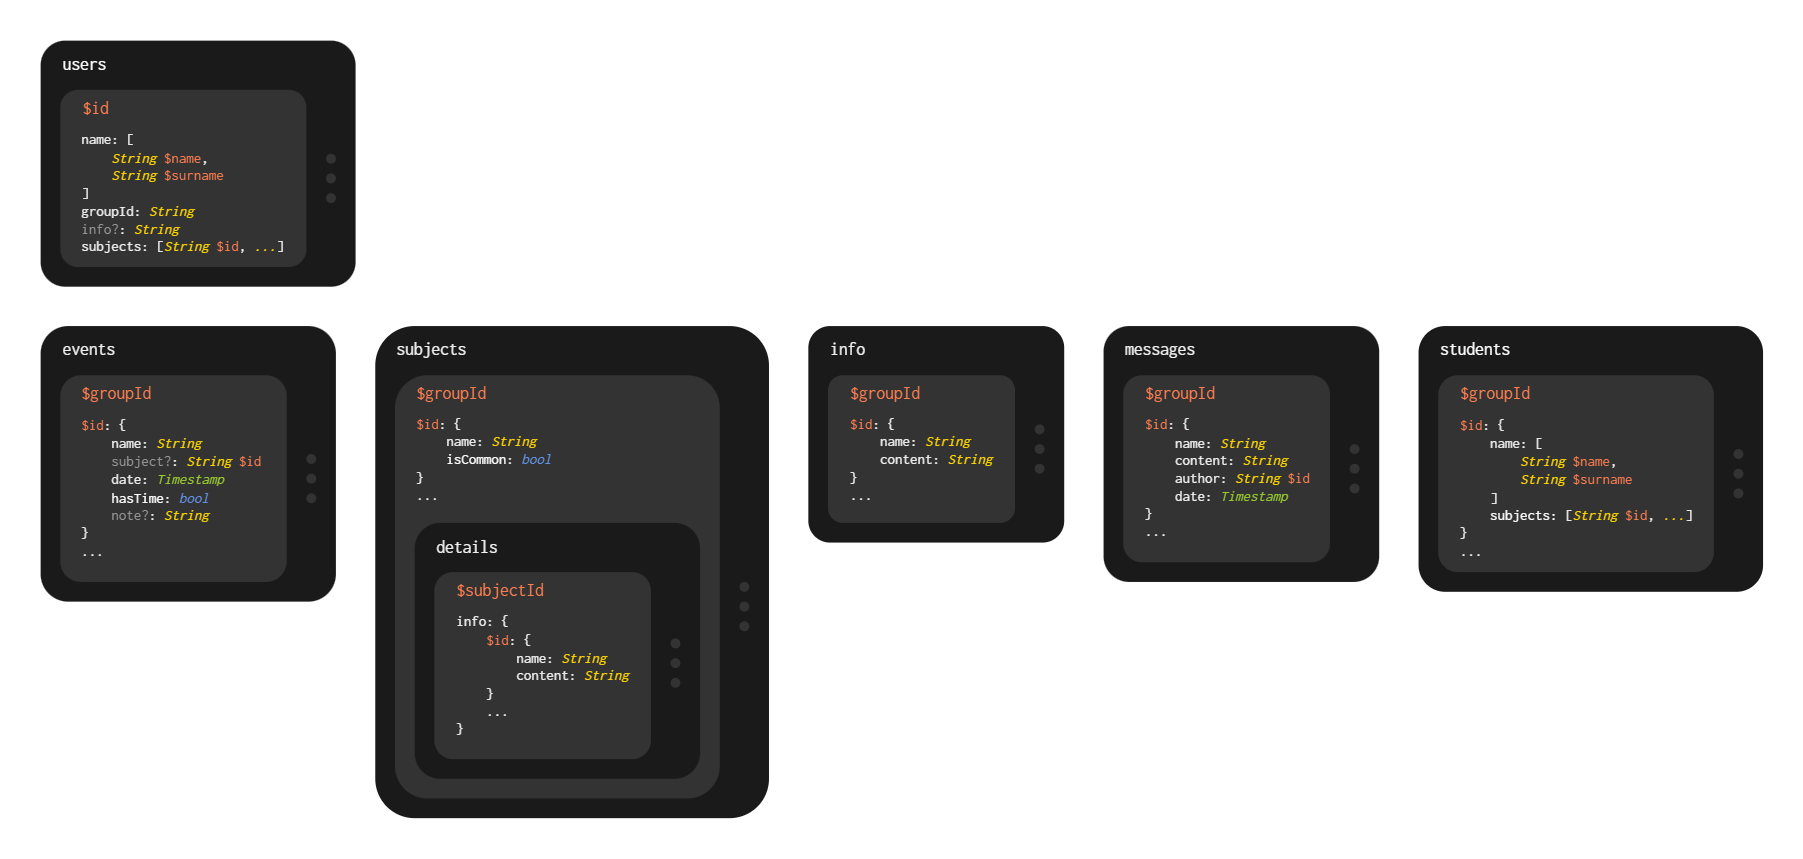 users
$id
name: [
String $name,
String $surname
]
groupId: String
info?: String
subjects: [String $id, ...]
events
$groupId
$id: {
name: String
subject?: String $id
date: Timestamp
hasTime: bool
note?: String
}
...
subjects
$groupId
$id: {
name: String
isCommon: bool
}
...
details
$subjectId
info: {
$id: {
name: String
content: String
}
...
}
info
$groupId
$id: {
name: String
content: String
}
...
messages
$groupId
$id: {
name: String
content: String
author: String $id
date: Timestamp
}
...
students
$groupId
$id: {
name: [
String $name,
String $surname
]
subjects: [String $id, ...]
}
...